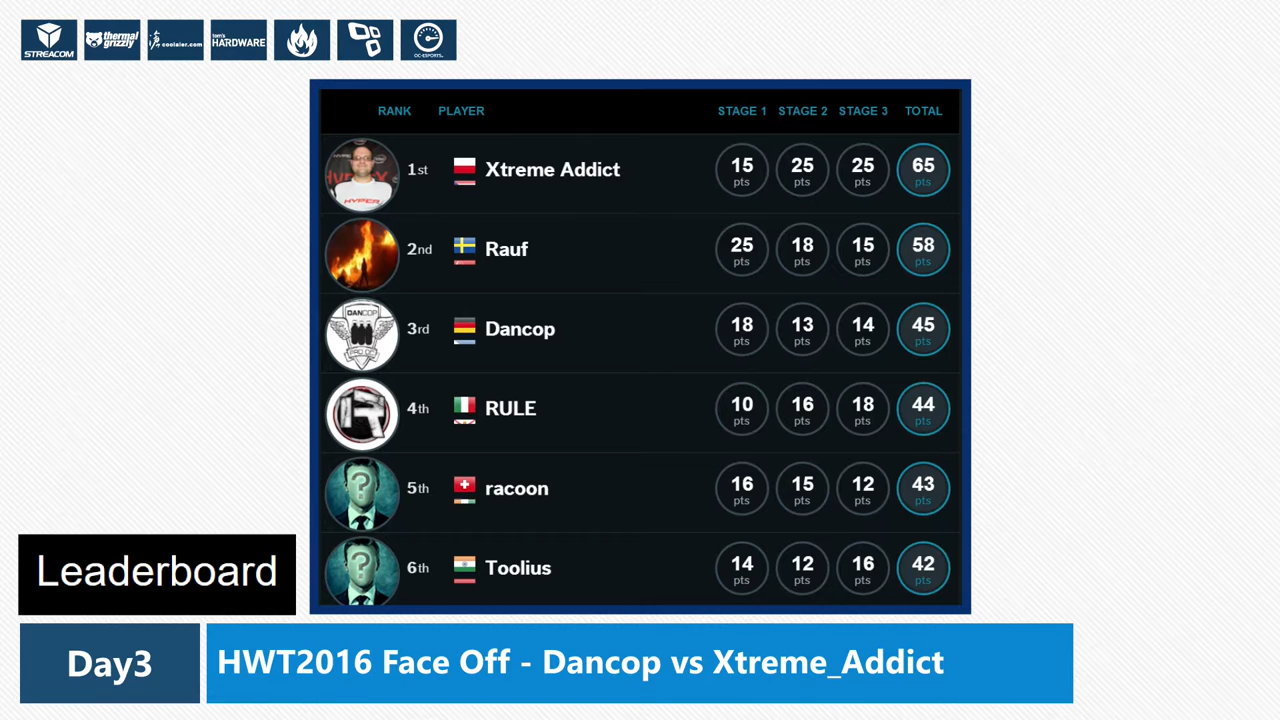 STREACOM
thermal grizzly
coolaler.com
tom's HARDWARE
OC-ESPORTS
RANK PLAYER STAGE 1 STAGE 2 STAGE 3 TOTAL
1st Xtreme Addict 15 pts 25 pts 25 pts 65 pts
2nd Rauf 25 pts 18 pts 15 pts 58 pts
DANCOP PRO OC
3rd Dancop 18 pts 13 pts 14 pts 45 pts
4th RULE 10 pts 16 pts 18 pts 44 pts
5th racoon 16 pts 15 pts 12 pts 43 pts
6th Toolius 14 pts 12 pts 16 pts 42 pts
Leaderboard
Day3
HWT2016 Face Off - Dancop vs Xtreme_Addict